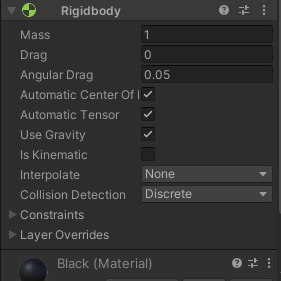 Rigidbody
Mass 1
Drag 0
Angular Drag 0.05
Automatic Center Of
Automatic Tensor
Use Gravity
Is Kinematic
Interpolate None
Collision Detection Discrete
Constraints
Layer Overrides
Black (Material)